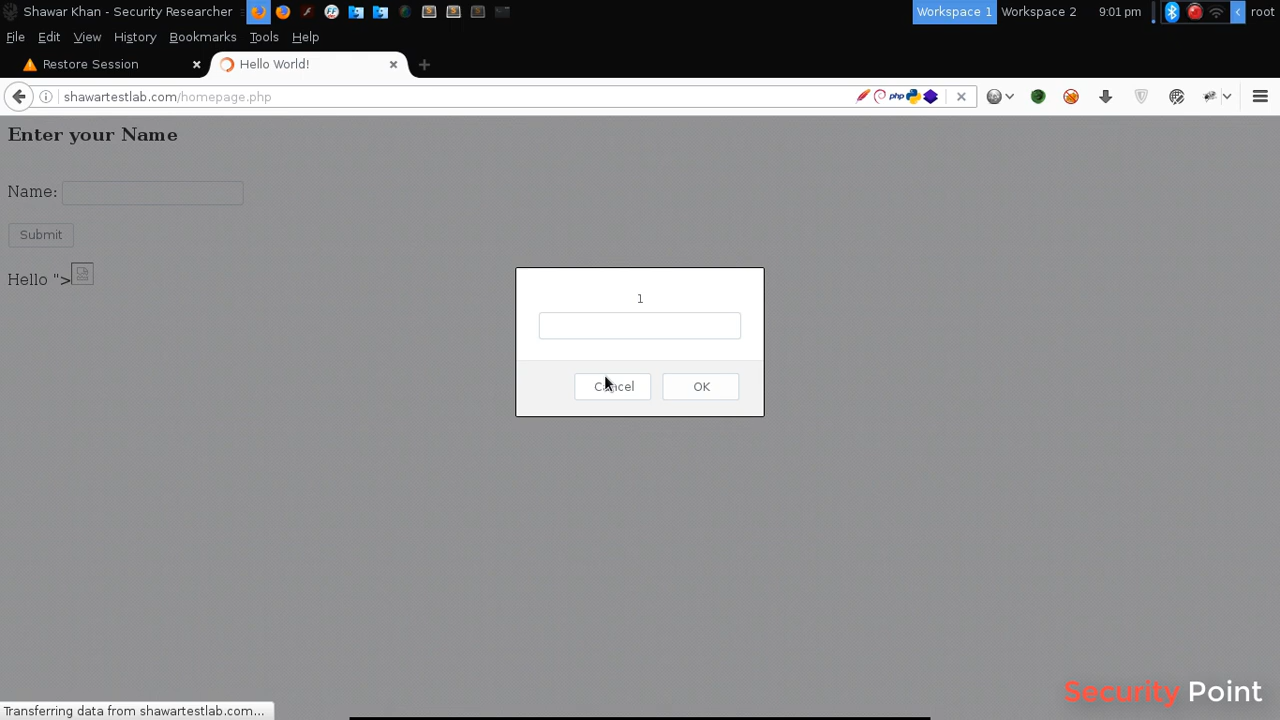 Shawar Khan - Security Researcher
Workspace 1 Workspace 2 9:01 pm root
File Edit View History Bookmarks Tools Help
Restore Session Hello World!
shawartestlab.com/homepage.php php
Enter your Name
Name:
Submit
Hello ">
1
Cancel OK
Transferring data from shawartestlab.com...
Security Point